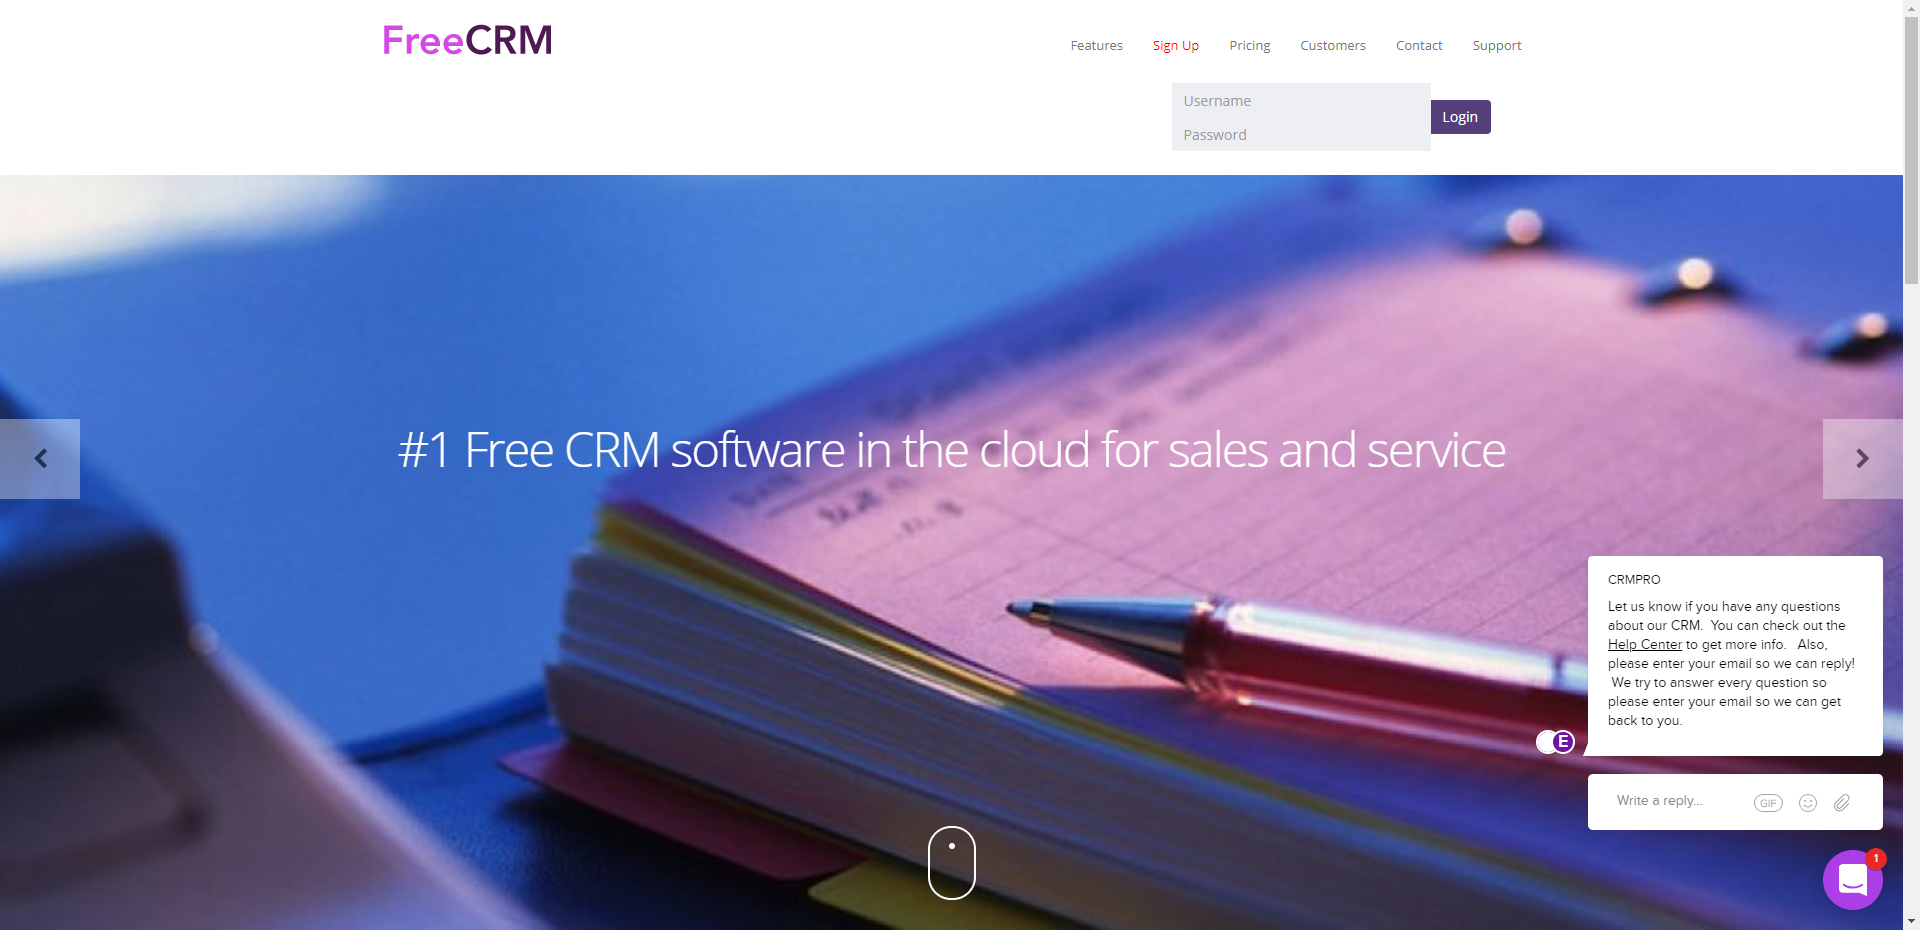 FreeCRM
Features Sign Up Pricing Customers Contact Support
Username
Password
Login
#1 Free CRM software in the cloud for sales and service
CRMPRO
Let us know if you have any questions
about our CRM. You can check out the
Help Center to get more info. Also,
please enter your email so we can reply!
We try to answer every question so
please enter your email so we can get
back to you.
E
Write a reply...
GIF
1